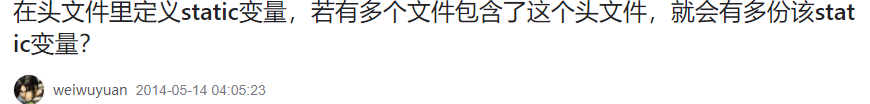 在头文件里定义static变量，若有多个文件包含了这个头文件，就会有多份该stat
ic变量？
weiwuyuan 2014-05-14 04:05:23